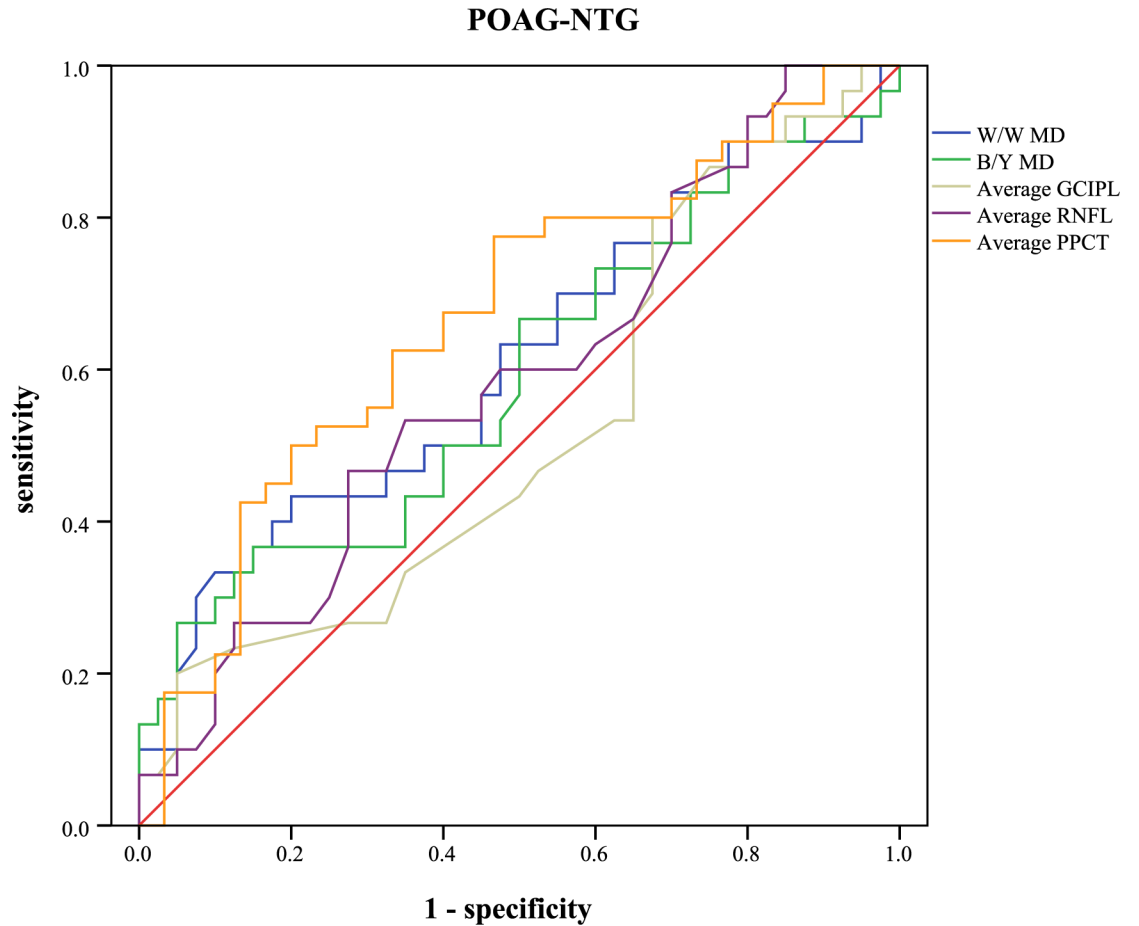 POAG-NTG
1.0
0.8
0.6
0.4
0.2
0.0
sensitivity
0.0 0.2 0.4 0.6 0.8 1.0
1 - specificity
W/W MD
B/Y MD
Average GCIPL
Average RNFL
Average PPCT